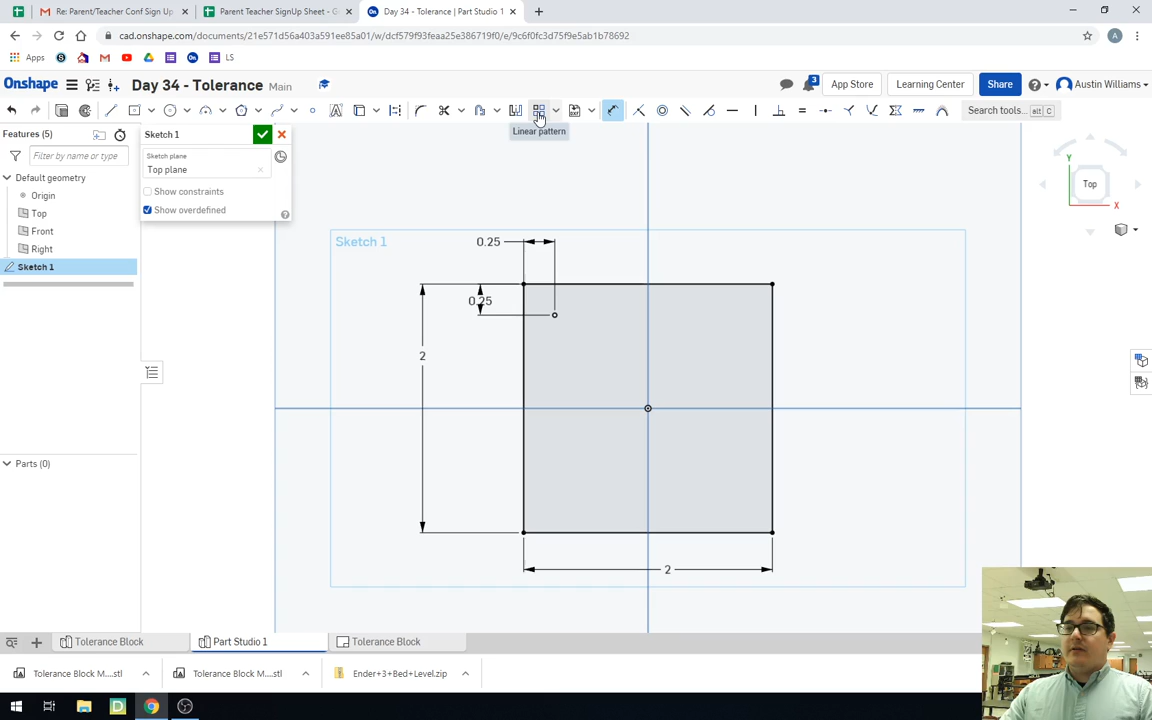 Re: Parent/Teacher Conf Sign Up
Parent Teacher SignUp Sheet - G
Day 34 - Tolerance | Part Studio 1
cad.onshape.com/documents/21e571d56a403a591ee85a01/w/dcf579f93feaa25e386719f0/e/9c6f0fc3d75f9e5ab1b78692
A
Apps
LS
Onshape
Day 34 - Tolerance Main
3
App Store
Learning Center
Share
Austin Williams
Search tools... alt C
Linear pattern
Features (5)
Filter by name or type
Default geometry
Origin
Top
Front
Right
Sketch 1
Parts (0)
Sketch 1
Sketch plane
Top plane
Show constraints
Show overdefined
Sketch 1
0.25
0.25
2
2
Y
Top
X
Tolerance Block
Part Studio 1
Tolerance Block
Tolerance Block M....stl
Tolerance Block M....stl
Ender+3+Bed+Level.zip